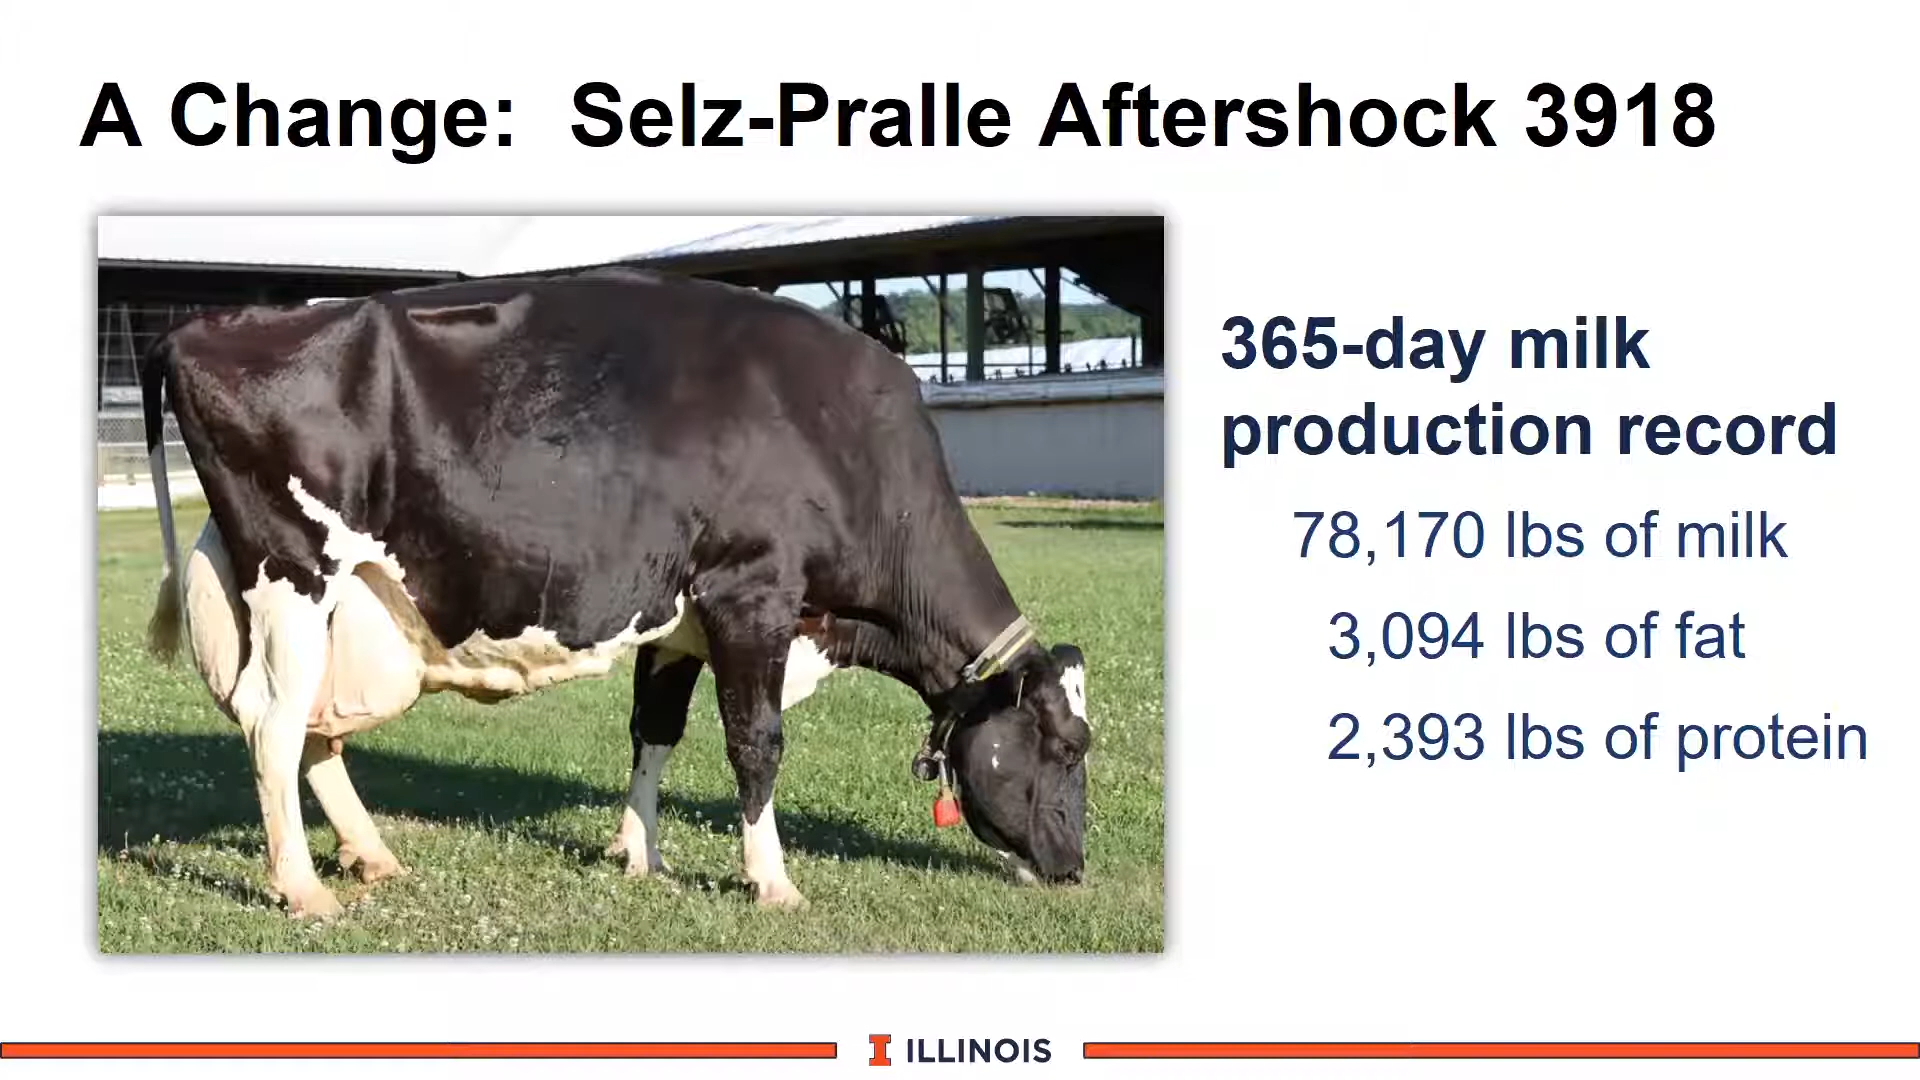 A Change: Selz-Pralle Aftershock 3918
365-day milk
production record
78,170 lbs of milk
3,094 lbs of fat
2,393 lbs of protein
I ILLINOIS